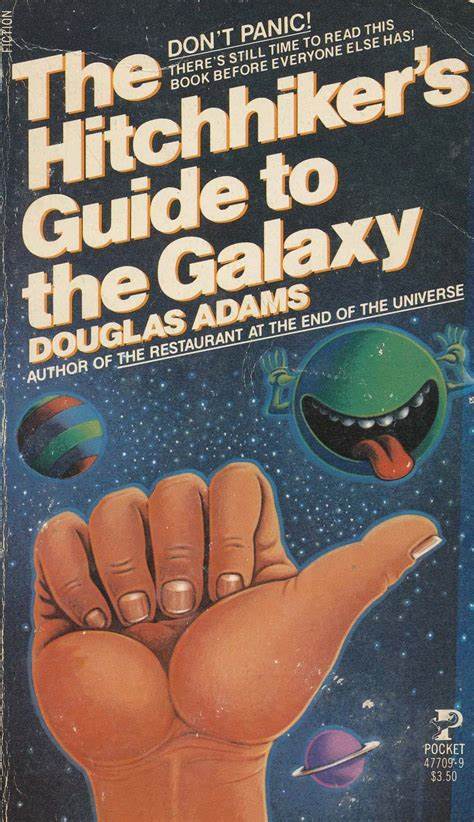 FICTION
DON'T PANIC!
THERE'S STILL TIME TO READ THIS
BOOK BEFORE EVERYONE ELSE HAS!
The
Hitchhiker's
Guide to
the Galaxy
DOUGLAS ADAMS
AUTHOR OF THE RESTAURANT AT THE END OF THE UNIVERSE
P
POCKET
47709-9
$3.50